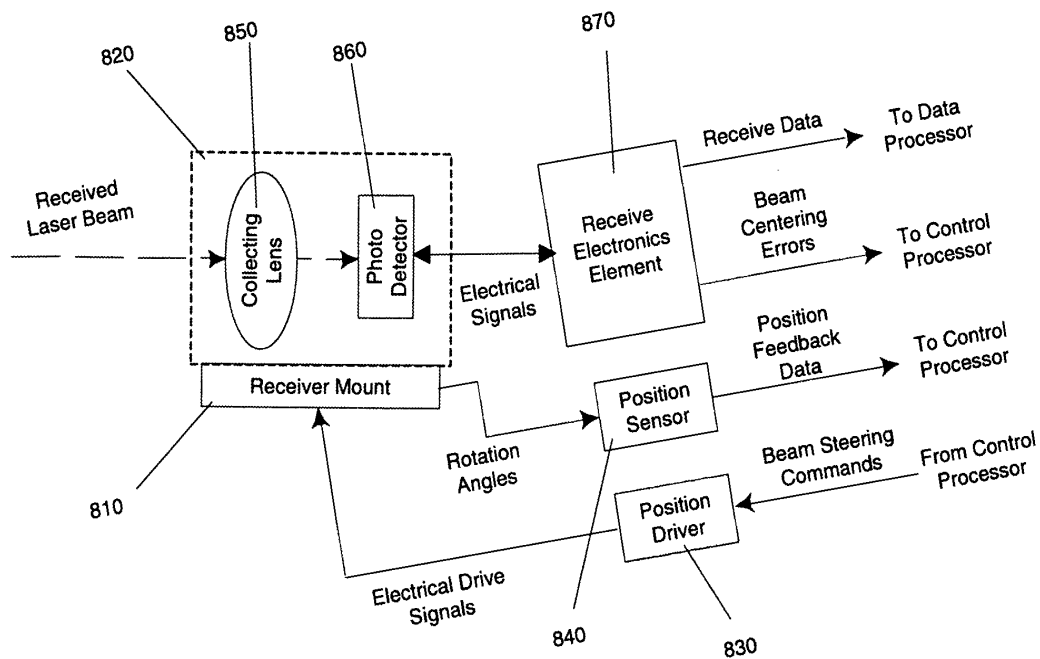 850
870
820
860
Received
Laser Beam
Collecting
Lens
Photo
Detector
Electrical
Signals
Receive
Electronics
Element
Receive Data
To Data
Processor
Beam
Centering
Errors
To Control
Processor
Receiver Mount
Position
Feedback
Data
To Control
Processor
Rotation
Angles
Position
Sensor
Beam Steering
Commands
From Control
Processor
810
Position
Driver
Electrical Drive
Signals
840
830